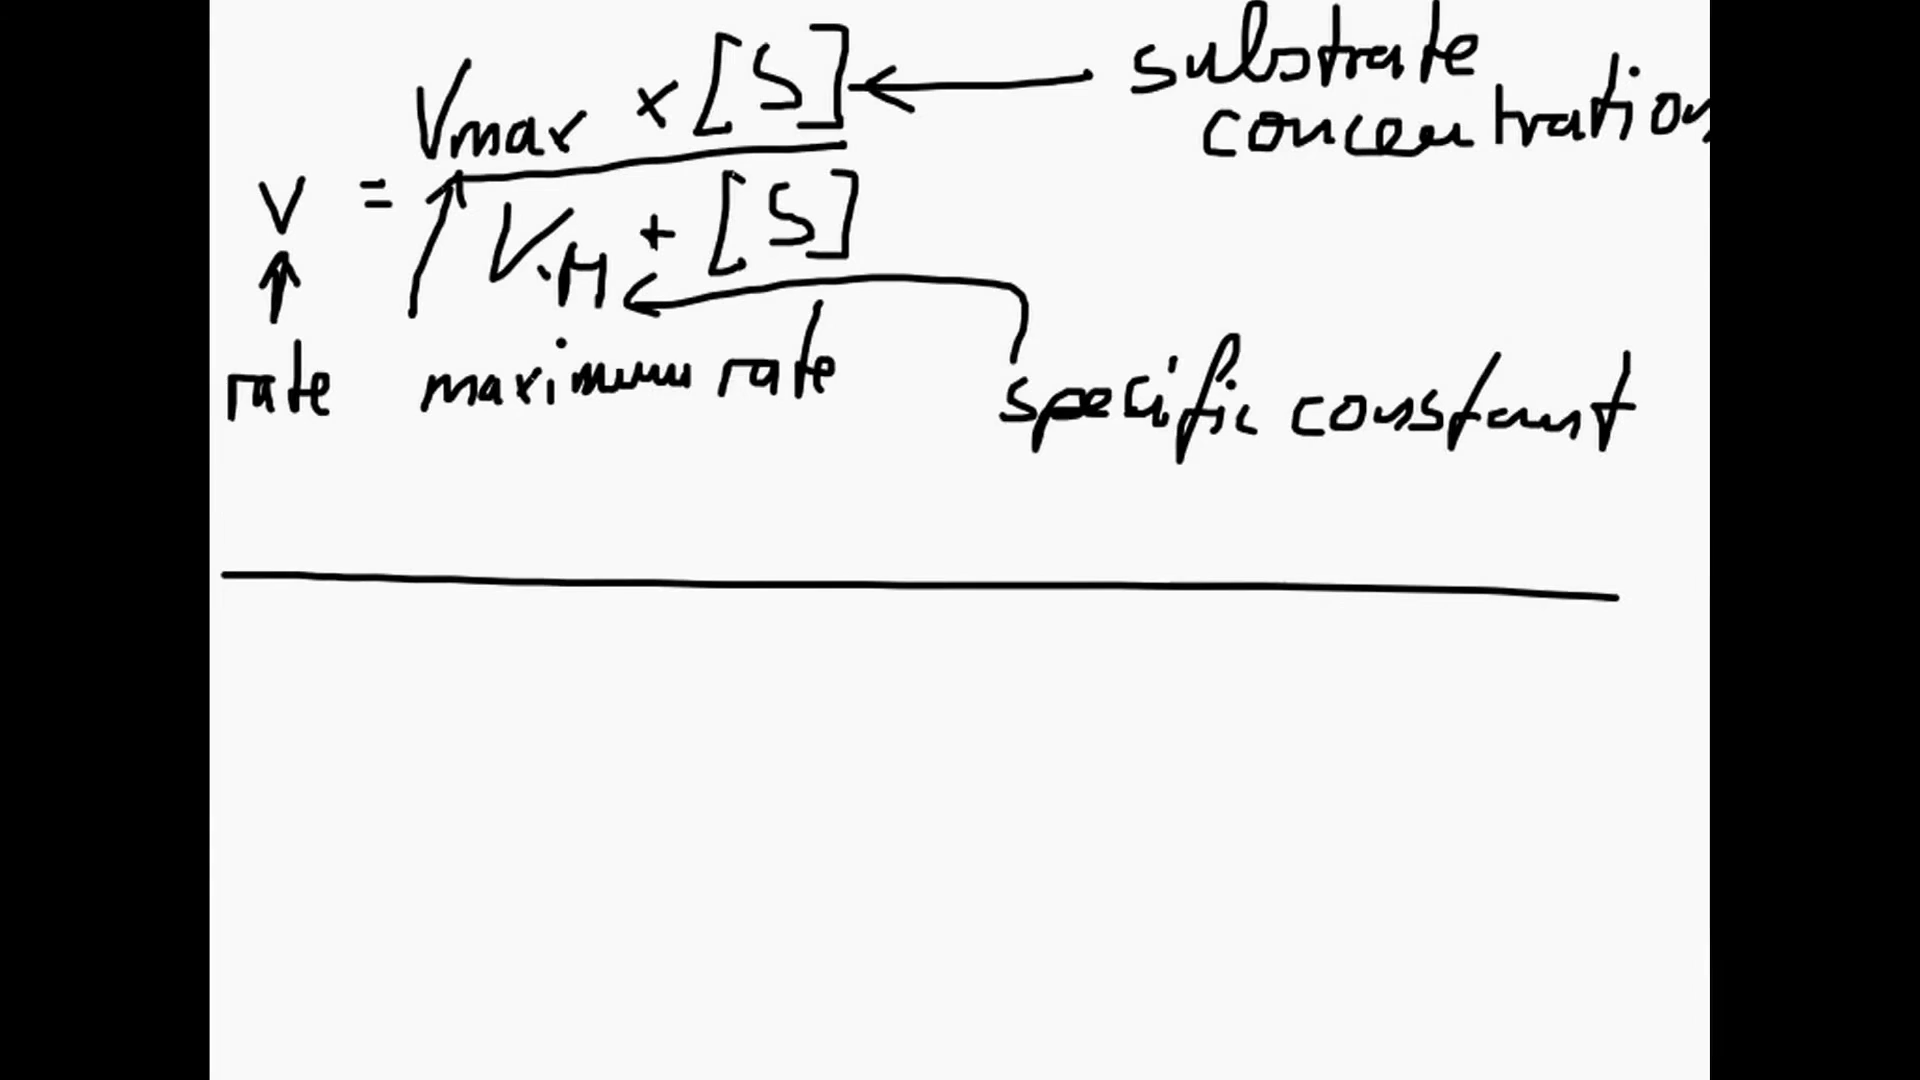 Vmax × [S] ← substrate
concentration
v = 
KM + [S]
rate maximum rate
specific constant